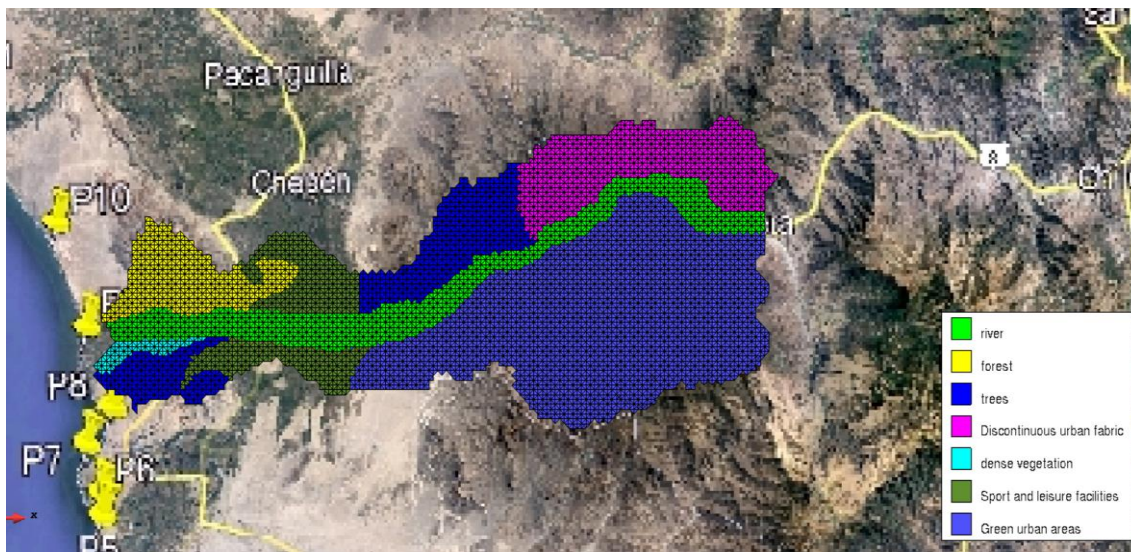 Pacanguilla
Chepén
P10
8
P8
P7
P6
P5
x
river
forest
trees
Discontinuous urban fabric
dense vegetation
Sport and leisure facilities
Green urban areas